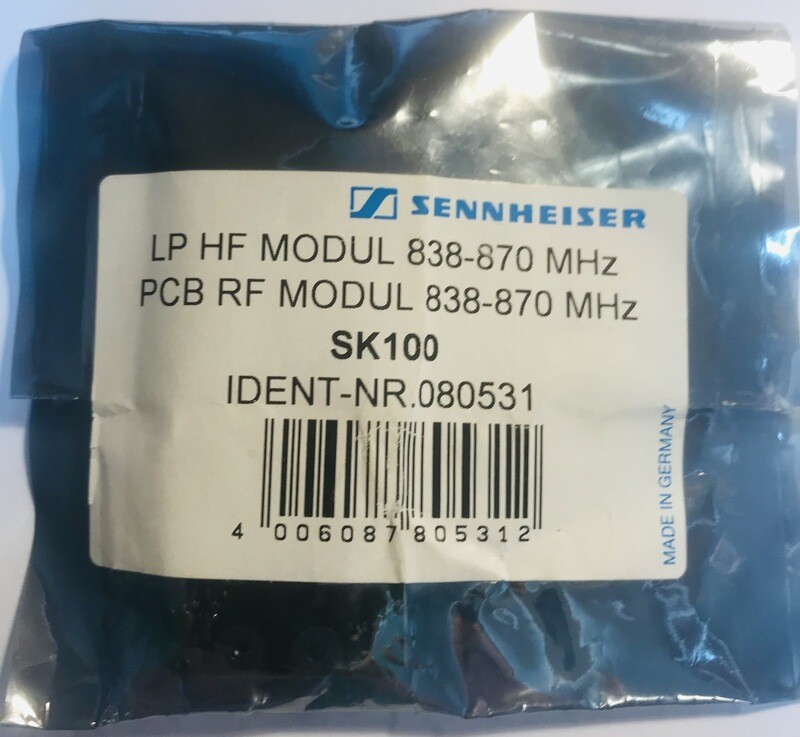 SENNHEISER
LP HF MODUL 838-870 MHz
PCB RF MODUL 838-870 MHz
SK100
IDENT-NR.080531
4 006087 805312
MADE IN GERMANY